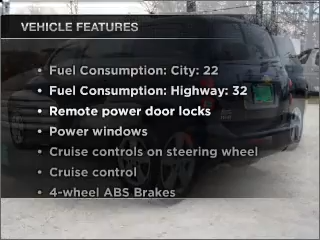 VEHICLE FEATURES
• Fuel Consumption: City: 22
• Fuel Consumption: Highway: 32
• Remote power door locks
• Power windows
• Cruise controls on steering wheel
• Cruise control
• 4-wheel ABS Brakes